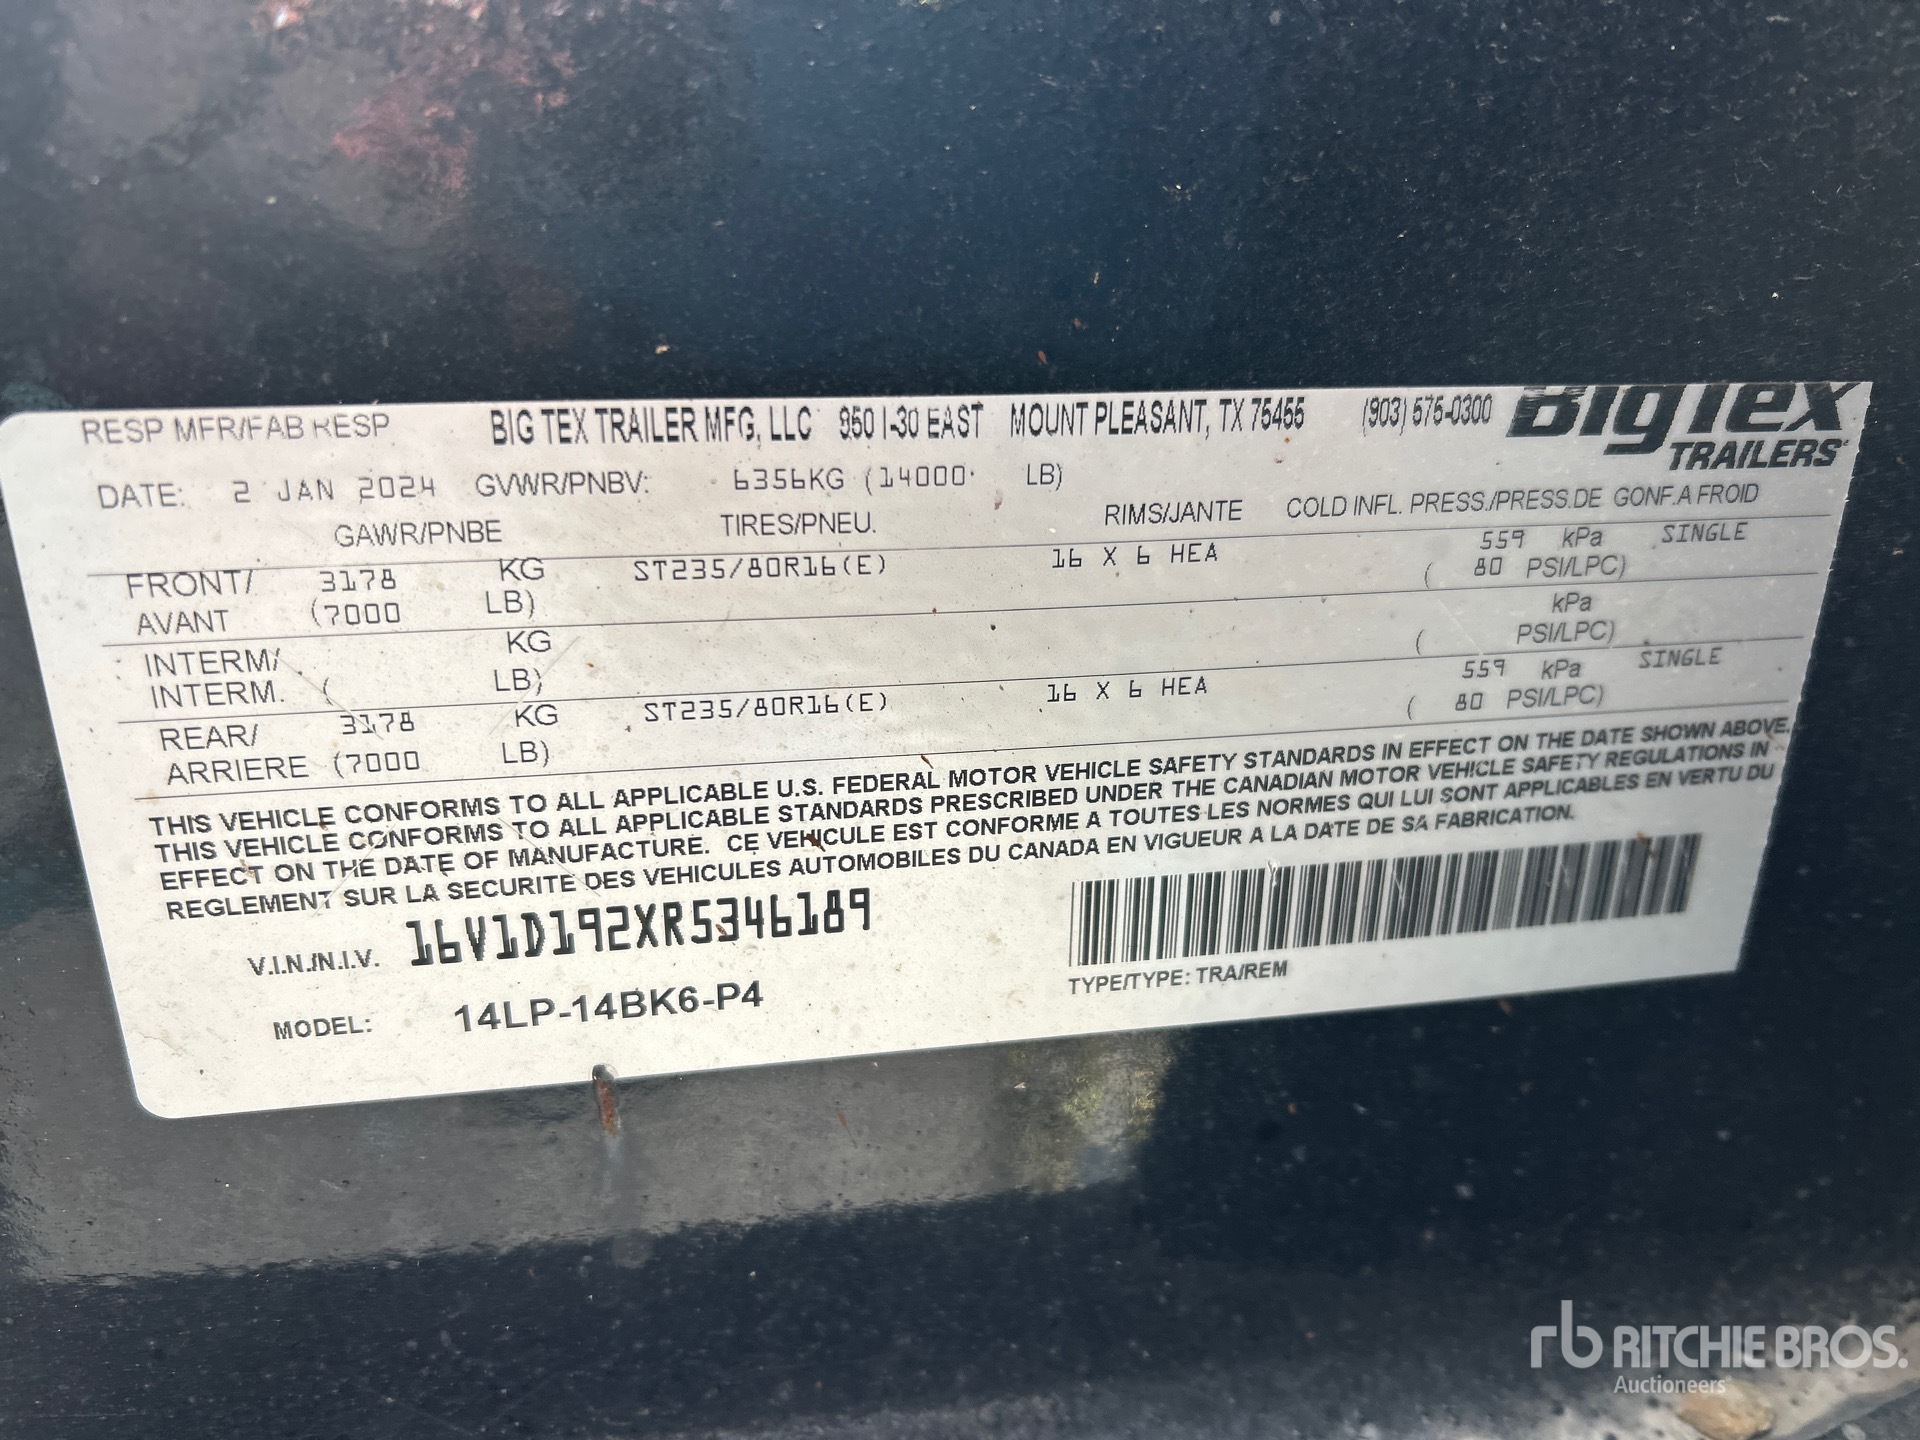 RESP MFR/FAB RESP BIG TEX TRAILER MFG, LLC 950 I-30 EAST MOUNT PLEASANT, TX 75455 (903) 575-0300 Big Tex
TRAILERS
DATE: 2 JAN 2024 GVWR/PNBV: 6356KG (14000 LB)
GAWR/PNBE TIRES/PNEU. RIMS/JANTE COLD INFL. PRESS./PRESS.DE GONF.A FROID
FRONT/ 3178 KG ST235/80R16(E) 16 X 6 HEA 559 kPa SINGLE
AVANT (7000 LB) ( 80 PSI/LPC)
INTERM/ KG kPa
INTERM. ( LB) ( PSI/LPC)
REAR/ 3178 KG ST235/80R16(E) 16 X 6 HEA 559 kPa SINGLE
ARRIERE (7000 LB) ( 80 PSI/LPC)
THIS VEHICLE CONFORMS TO ALL APPLICABLE U.S. FEDERAL MOTOR VEHICLE SAFETY STANDARDS IN EFFECT ON THE DATE SHOWN ABOVE.
THIS VEHICLE CONFORMS TO ALL APPLICABLE STANDARDS PRESCRIBED UNDER THE CANADIAN MOTOR VEHICLE SAFETY REGULATIONS IN
EFFECT ON THE DATE OF MANUFACTURE. CE VEHICULE EST CONFORME A TOUTES LES NORMES QUI LUI SONT APPLICABLES EN VERTU DU
REGLEMENT SUR LA SECURITE DES VEHICULES AUTOMOBILES DU CANADA EN VIGUEUR A LA DATE DE SA FABRICATION.
V.I.N./N.I.V. 16V1D192XR5346189
TYPE/TYPE: TRA/REM
MODEL: 14LP-14BK6-P4
rb RITCHIE BROS.
Auctioneers